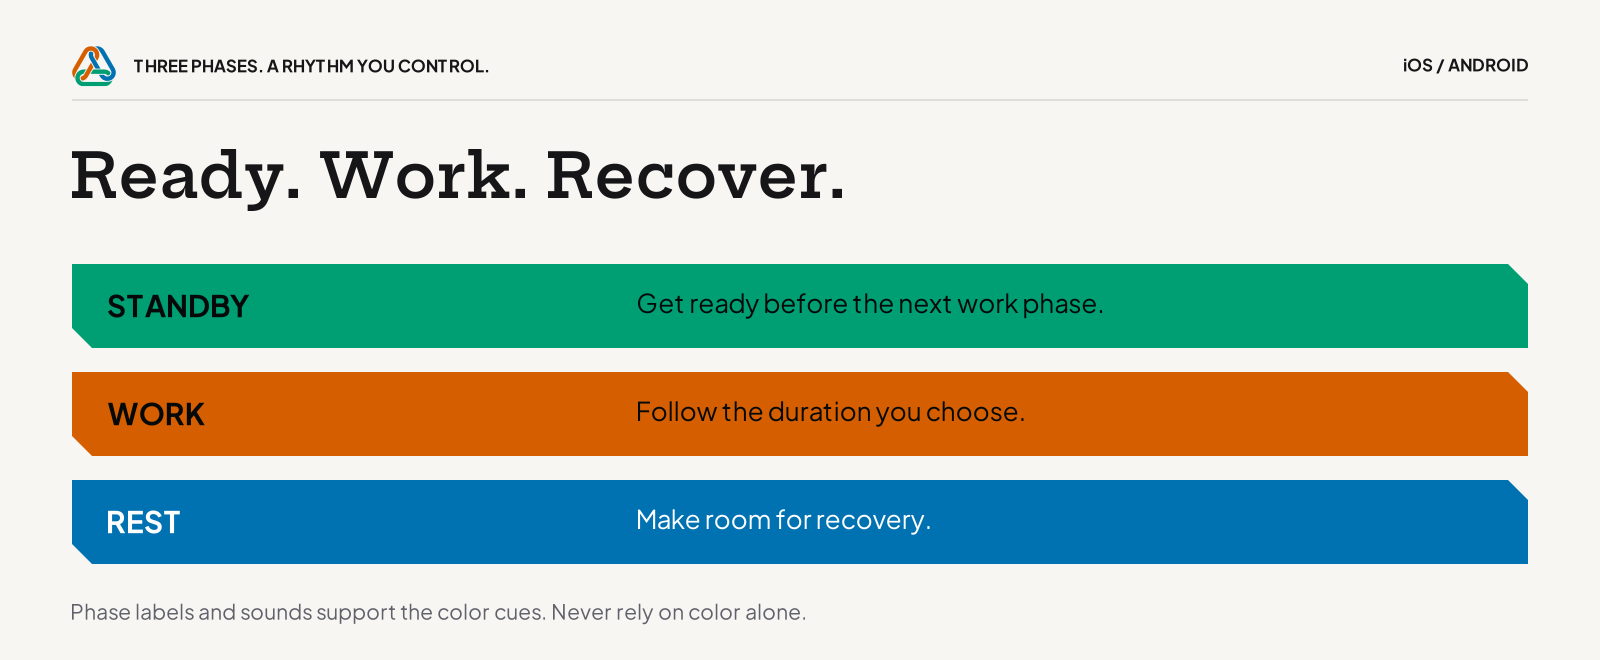 THREE PHASES. A RHYTHM YOU CONTROL.
iOS / ANDROID
Ready. Work. Recover.
STANDBY
Get ready before the next work phase.
WORK
Follow the duration you choose.
REST
Make room for recovery.
Phase labels and sounds support the color cues. Never rely on color alone.